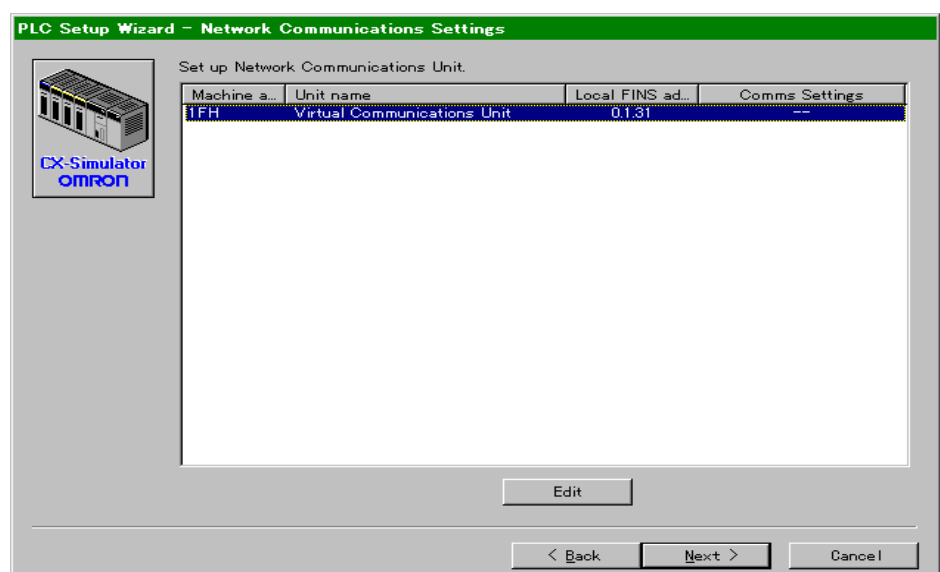 PLC Setup Wizard - Network Communications Settings
Set up Network Communications Unit.
Machine a... Unit name Local FINS ad... Comms Settings
1FH Virtual Communications Unit 0.1.31 --
CX-Simulator
OMRON
Edit
< Back Next > Cancel